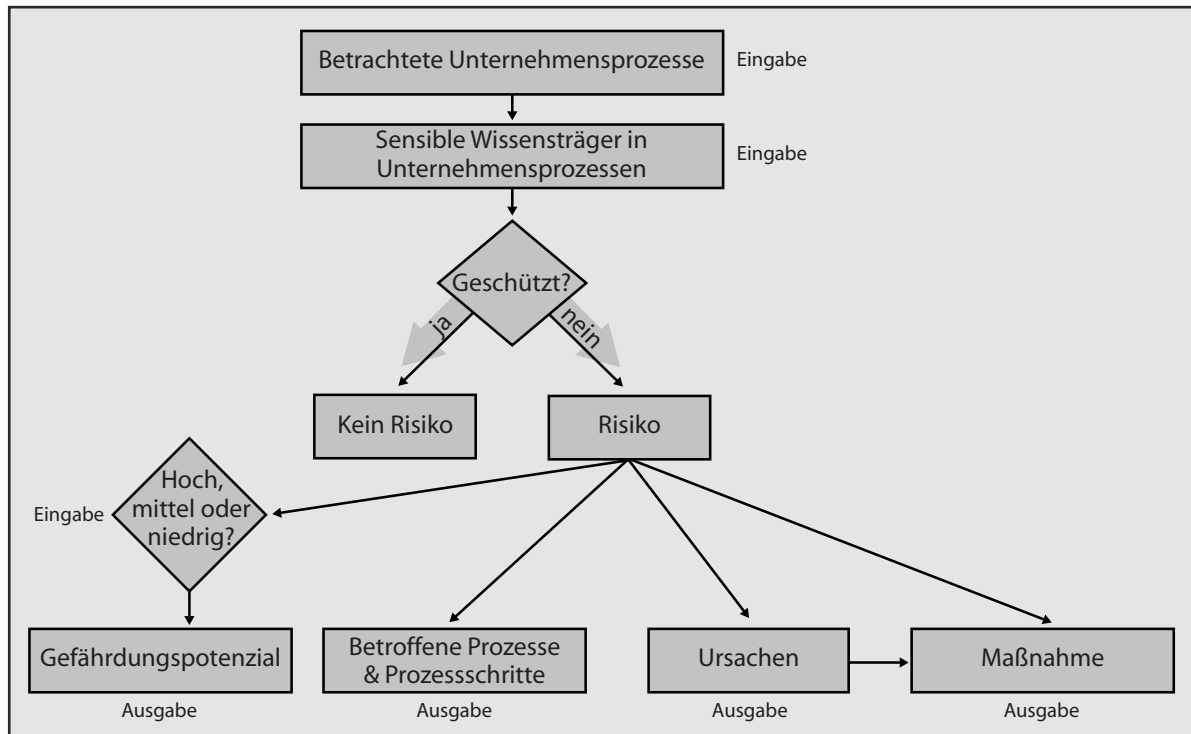 Betrachtete Unternehmensprozesse
Eingabe
Sensible Wissensträger in
Unternehmensprozessen
Eingabe
Geschützt?
ja
nein
Kein Risiko
Risiko
Hoch,
mittel oder
niedrig?
Eingabe
Gefährdungspotenzial
Betroffene Prozesse
& Prozessschritte
Ursachen
Maßnahme
Ausgabe
Ausgabe
Ausgabe
Ausgabe